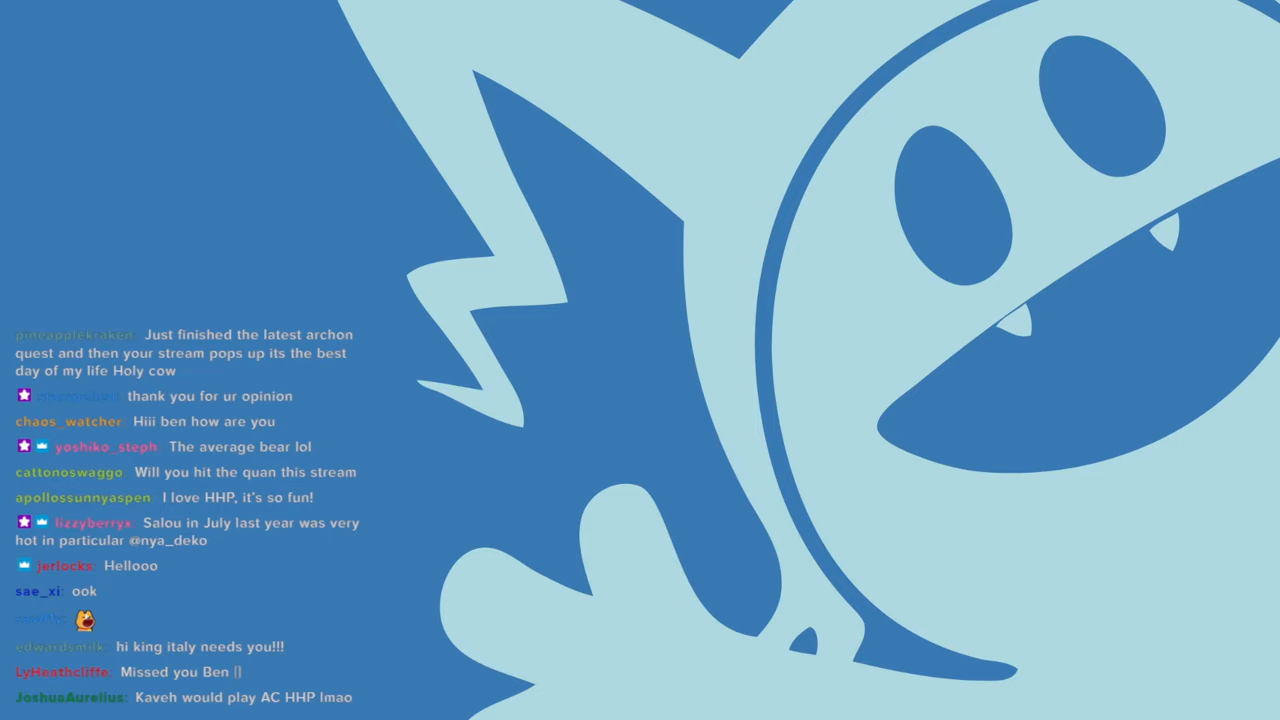 pineapplekraken: Just finished the latest archon
quest and then your stream pops up its the best
day of my life Holy cow
thank you for ur opinion
chaos_watcher: Hiii ben how are you
yoshiko_steph: The average bear lol
cattonoswaggo: Will you hit the quan this stream
apollossunnyaspen: I love HHP, it's so fun!
lizzyberryx: Salou in July last year was very
hot in particular @nya_deko
jerlocks: Hellooo
sae_xi: ook
edwardsmilk: hi king italy needs you!!!
LyHeathcliffe: Missed you Ben []
JoshuaAurelius: Kaveh would play AC HHP lmao